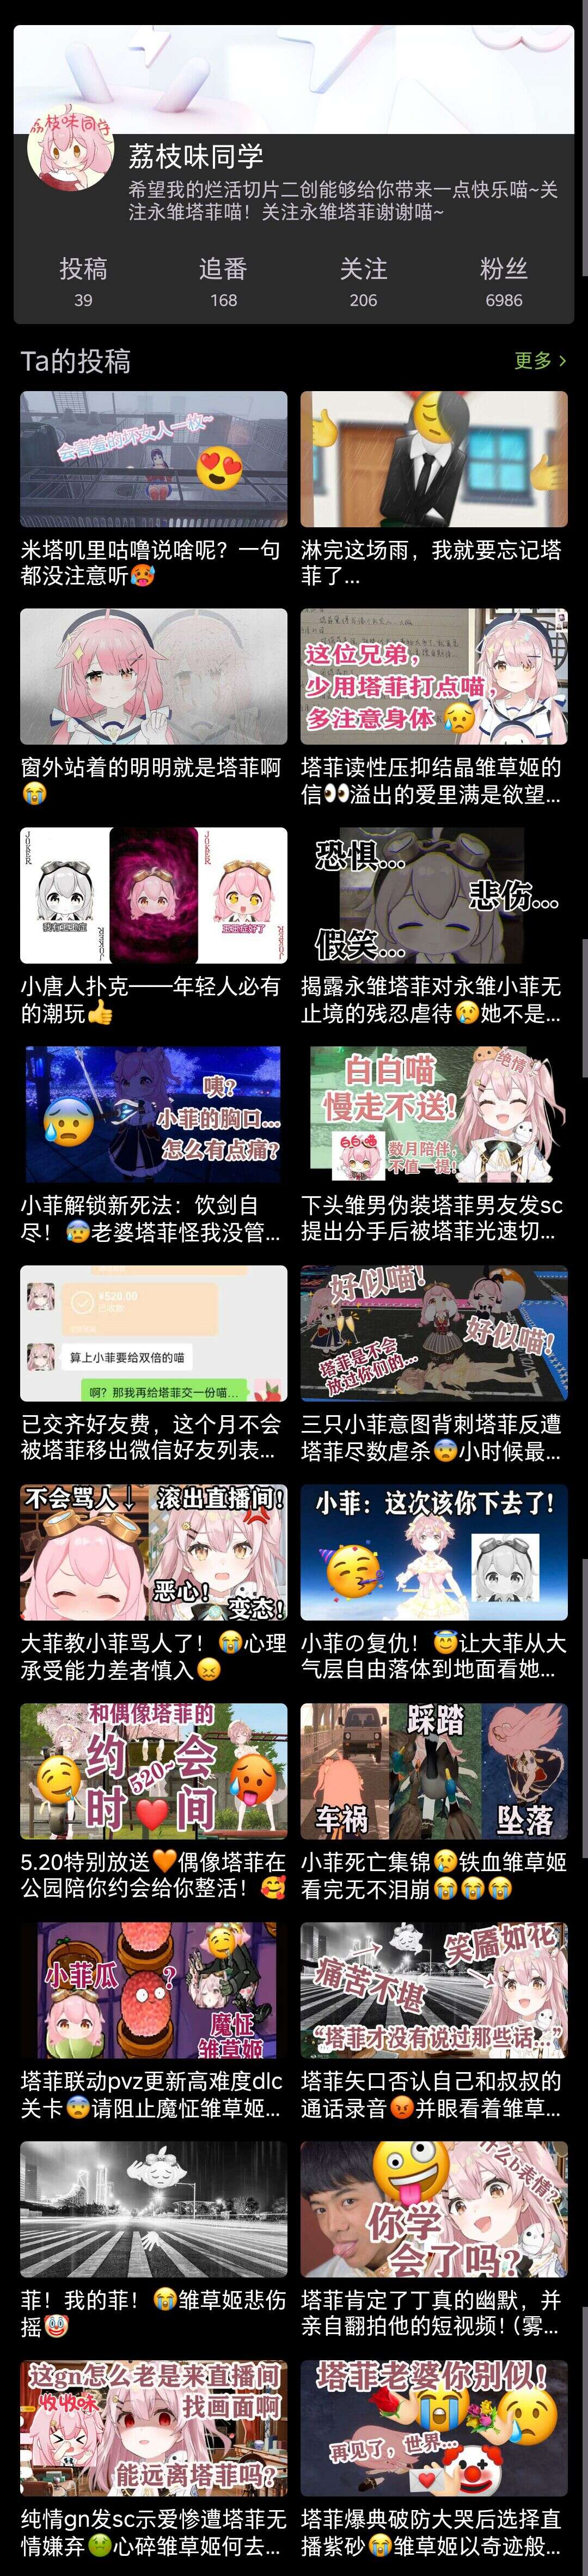 荔枝味同学
荔枝味同学
希望我的烂活切片二创能够给你带来一点快乐喵~关
注永雏塔菲喵！关注永雏塔菲谢谢喵~
投稿
追番
关注
粉丝
39
168
206
6986
Ta的投稿
更多
会害羞的坏女人一枚~
米塔叽里咕噜说啥呢？一句
都没注意听🥵
淋完这场雨，我就要忘记塔
菲了...
窗外站着的明明就是塔菲啊
😭
这位兄弟，
少用塔菲打点喵，
多注意身体
塔菲读性压抑结晶雏草姬的
信👀溢出的爱里满是欲望...
JOKER
JOKER
JOKER
JOKER
小唐人扑克——年轻人必有
的潮玩👍
恐惧...
悲伤...
假笑...
揭露永雏塔菲对永雏小菲无
止境的残忍虐待😢她不是...
咦？
小菲的胸口...
怎么有点痛？
小菲解锁新死法：饮剑自
尽！😰老婆塔菲怪我没管...
绝情！
白白喵
慢走不送！
白白喵
数月陪伴，
不值一提！
下头雏男伪装塔菲男友发sc
提出分手后被塔菲光速切...
¥520.00
已收款
算上小菲要给双倍的喵
啊？那我再给塔菲交一份喵...
已交齐好友费，这个月不会
被塔菲移出微信好友列表...
好似喵！
好似喵！
塔菲是不会
放过你们的...
三只小菲意图背刺塔菲反遭
塔菲尽数虐杀😨小时候最...
不会骂人↓
滚出直播间！
恶心！
变态！
大菲教小菲骂人了！😭心理
承受能力差者慎入😖
小菲：这次该你下去了！
小菲の复仇！😇让大菲从大
气层自由落体到地面看她...
和偶像塔菲的
约会
520~
时间
5.20特别放送🧡偶像塔菲在
公园陪你约会给你整活！🥰
踩踏
车祸
坠落
小菲死亡集锦😢铁血雏草姬
看完无不泪崩😭😭😭
小菲瓜
？
魔怔
雏草姬
塔菲联动pvz更新高难度dlc
关卡😨请阻止魔怔雏草姬...
笑靥如花
痛苦不堪
“塔菲才没有说过那些话...”
塔菲矢口否认自己和叔叔的
通话录音😡并眼看着雏草...
菲！我的菲！😭雏草姬悲伤
摇🤡
什么b表情？
你学
会了吗？
塔菲肯定了丁真的幽默，并
亲自翻拍他的短视频！（雾...
这gn怎么老是来直播间
收收味
找画面啊
能远离塔菲吗？
纯情gn发sc示爱惨遭塔菲无
情嫌弃🤢心碎雏草姬何去...
塔菲老婆你别似！
再见了，世界...
塔菲爆典破防大哭后选择直
播紫砂😭雏草姬以奇迹般...